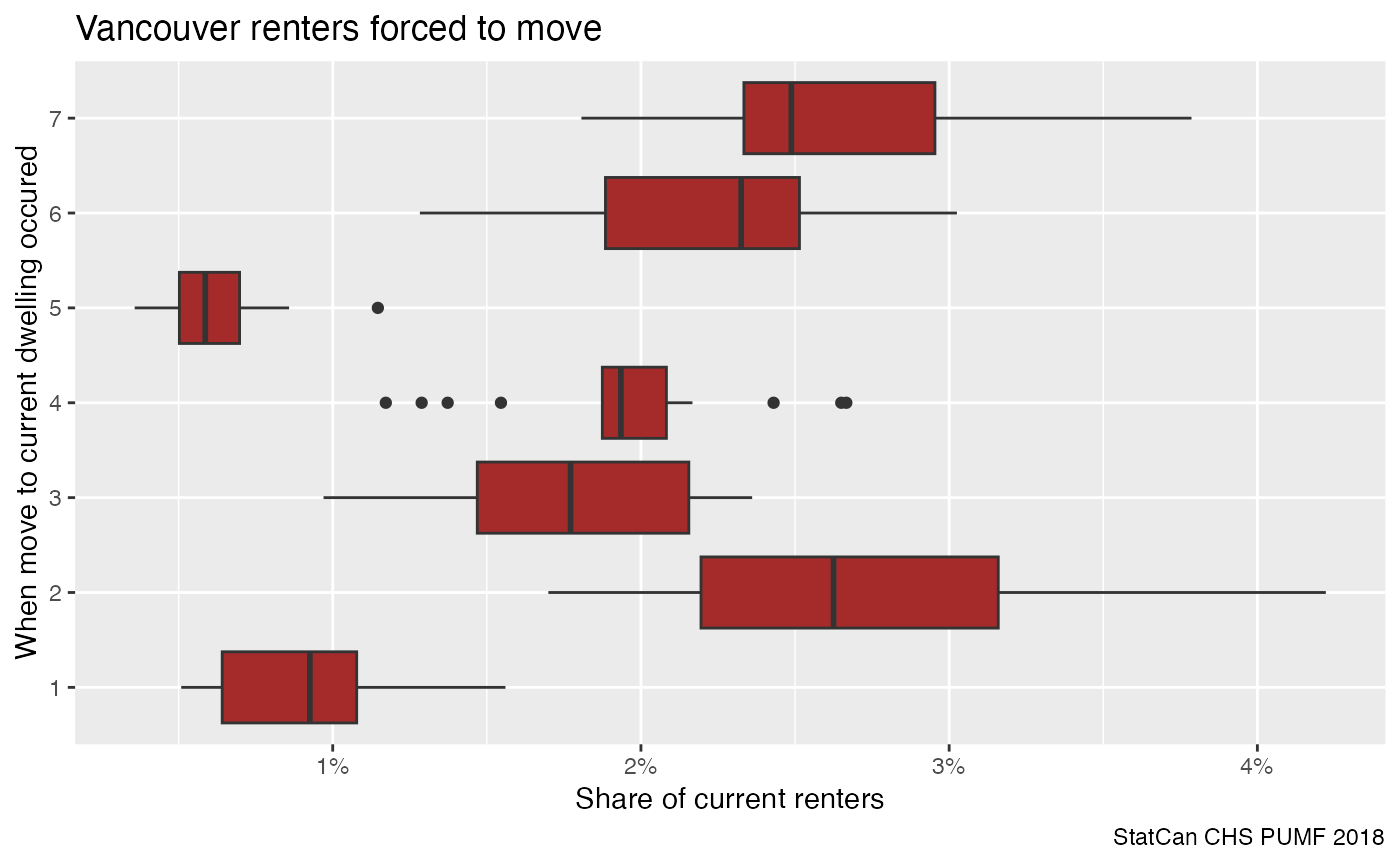 Vancouver renters forced to move
When move to current dwelling occured
7
6
5
4
3
2
1
1%
2%
3%
4%
Share of current renters
StatCan CHS PUMF 2018